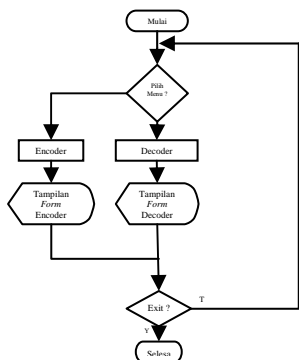 Mulai
Pilih
Menu ?
Encoder
Decoder
Tampilan
Form
Encoder
Tampilan
Form
Decoder
Exit ?
T
Y
Selesa